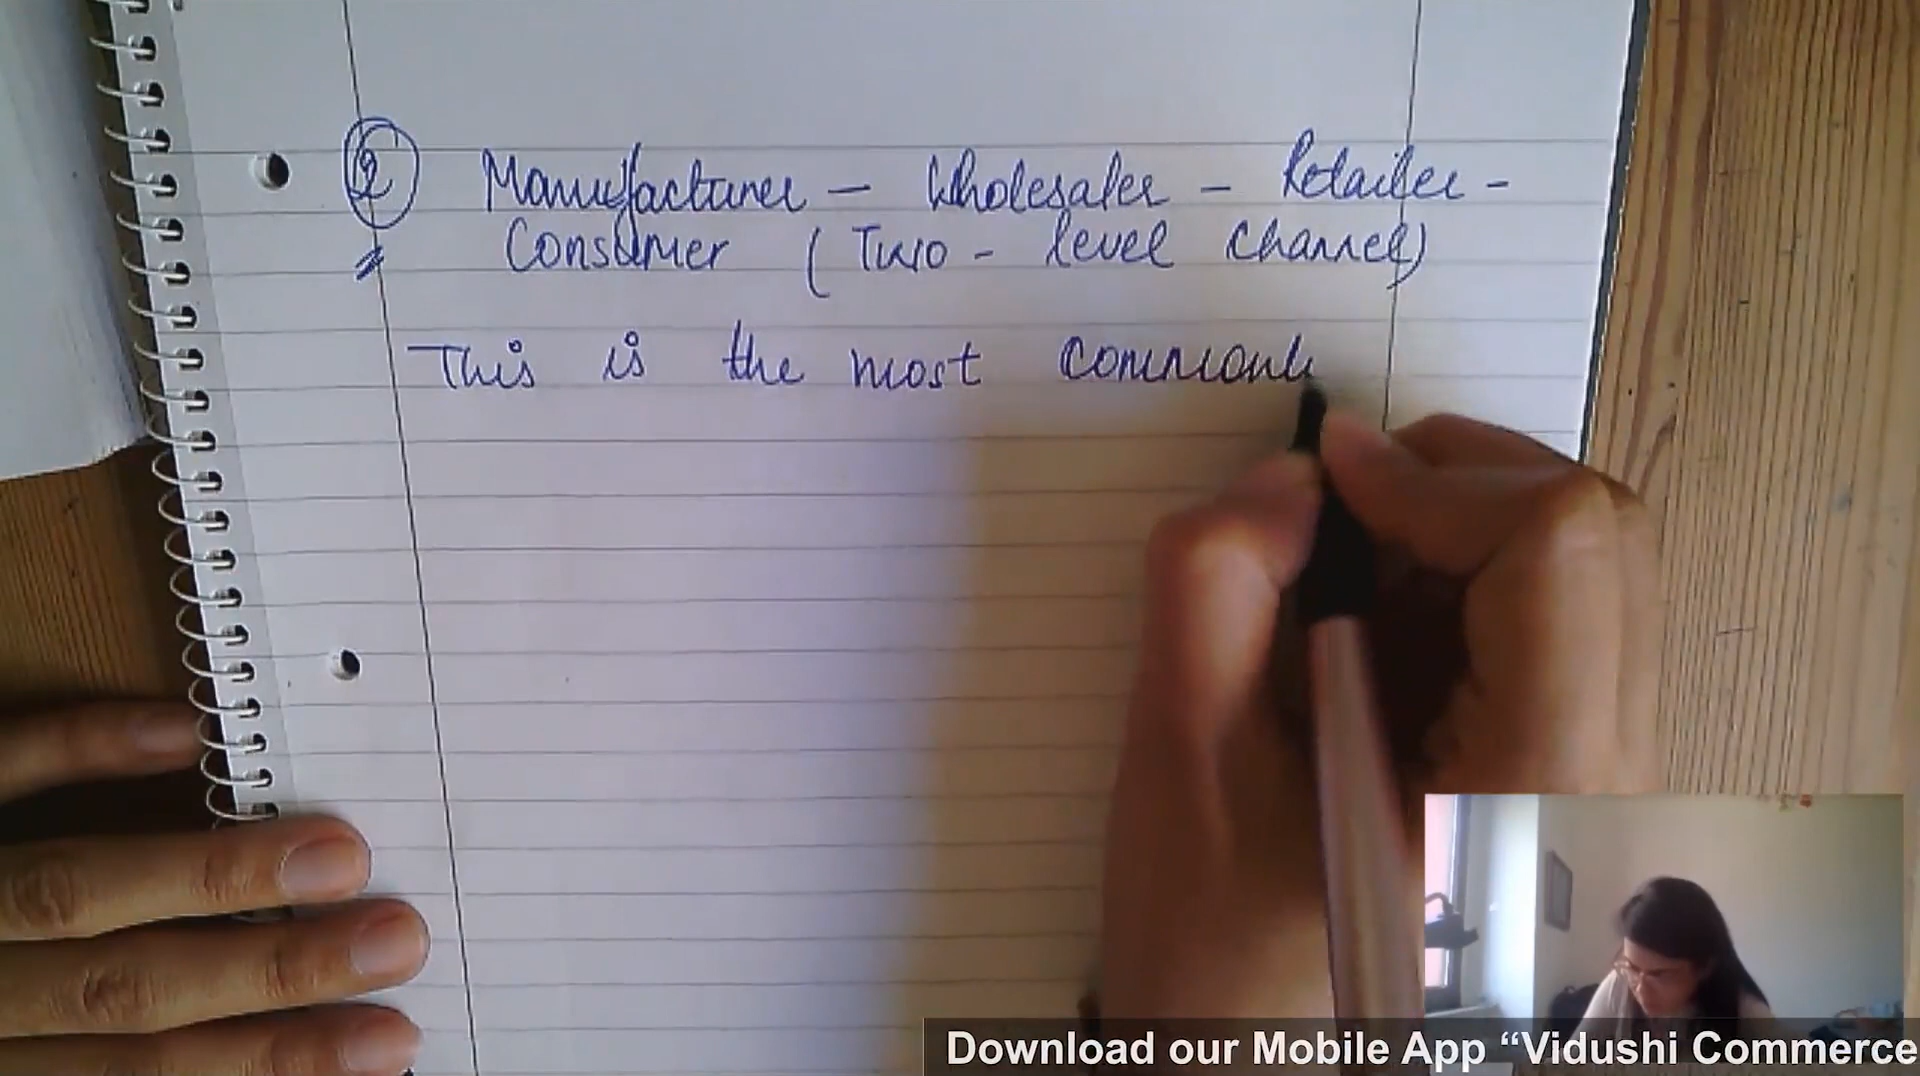 2 Manufacturer - Wholesaler - Retailer -
Consumer (Two - level channel)
This is the most commonl
Download our Mobile App “Vidushi Commerce